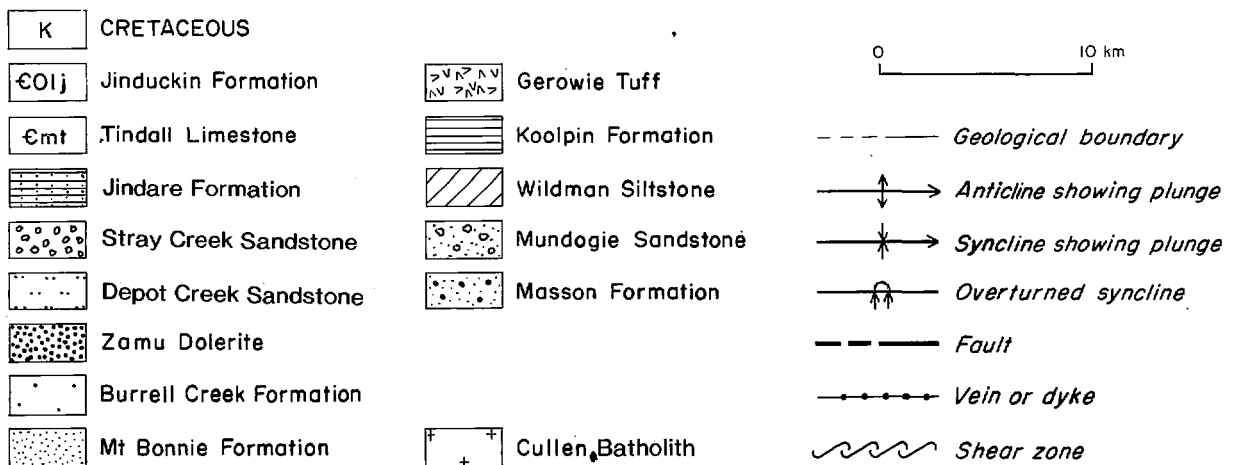 K CRETACEOUS
€Olj Jinduckin Formation
€mt Tindall Limestone
Jindare Formation
Stray Creek Sandstone
Depot Creek Sandstone
Zamu Dolerite
Burrell Creek Formation
Mt Bonnie Formation
Gerowie Tuff
Koolpin Formation
Wildman Siltstone
Mundogie Sandstone
Masson Formation
Cullen Batholith
0 10 km
Geological boundary
Anticline showing plunge
Syncline showing plunge
Overturned syncline
Fault
Vein or dyke
Shear zone